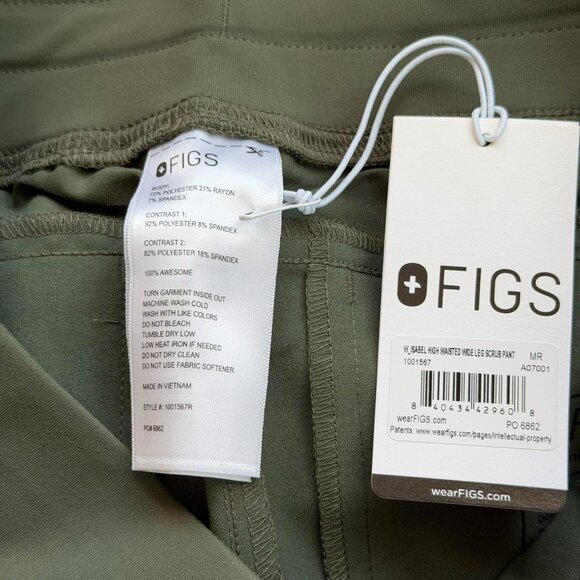 FIGS
BODY:
72% POLYESTER 21% RAYON
7% SPANDEX
CONTRAST 1:
92% POLYESTER 8% SPANDEX
CONTRAST 2:
82% POLYESTER 18% SPANDEX
100% AWESOME
TURN GARMENT INSIDE OUT
MACHINE WASH COLD
WASH WITH LIKE COLORS
DO NOT BLEACH
TUMBLE DRY LOW
LOW HEAT IRON IF NEEDED
DO NOT DRY CLEAN
DO NOT USE FABRIC SOFTENER
MADE IN VIETNAM
STYLE #: 1001567R
PO# 6862
FIGS
W_ISABEL HIGH WAISTED WIDE LEG SCRUB PANT MR
1001567 A07001
8 40434 42960 8
wearFIGS.com PO 6862
Patents: www.wearfigs.com/pages/intellectual-property
wearFIGS.com